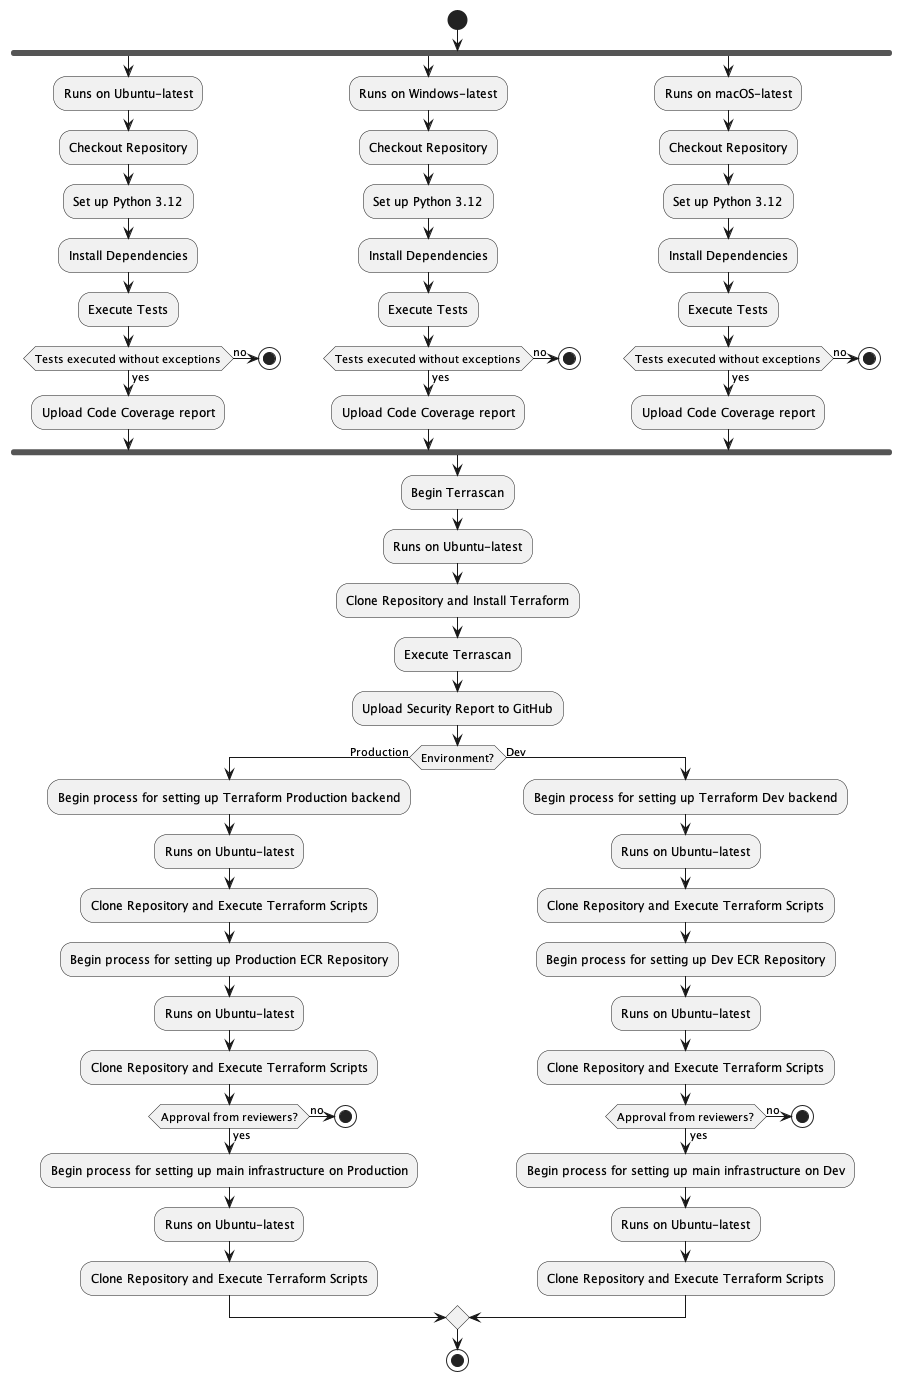 Runs on Ubuntu-latest
Runs on Windows-latest
Runs on macOS-latest
Checkout Repository
Checkout Repository
Checkout Repository
Set up Python 3.12
Set up Python 3.12
Set up Python 3.12
Install Dependencies
Install Dependencies
Install Dependencies
Execute Tests
Execute Tests
Execute Tests
Tests executed without exceptions
no
Tests executed without exceptions
no
Tests executed without exceptions
no
yes
yes
yes
Upload Code Coverage report
Upload Code Coverage report
Upload Code Coverage report
Begin Terrascan
Runs on Ubuntu-latest
Clone Repository and Install Terraform
Execute Terrascan
Upload Security Report to GitHub
Production
Environment?
Dev
Begin process for setting up Terraform Production backend
Begin process for setting up Terraform Dev backend
Runs on Ubuntu-latest
Runs on Ubuntu-latest
Clone Repository and Execute Terraform Scripts
Clone Repository and Execute Terraform Scripts
Begin process for setting up Production ECR Repository
Begin process for setting up Dev ECR Repository
Runs on Ubuntu-latest
Runs on Ubuntu-latest
Clone Repository and Execute Terraform Scripts
Clone Repository and Execute Terraform Scripts
Approval from reviewers?
no
Approval from reviewers?
no
yes
yes
Begin process for setting up main infrastructure on Production
Begin process for setting up main infrastructure on Dev
Runs on Ubuntu-latest
Runs on Ubuntu-latest
Clone Repository and Execute Terraform Scripts
Clone Repository and Execute Terraform Scripts